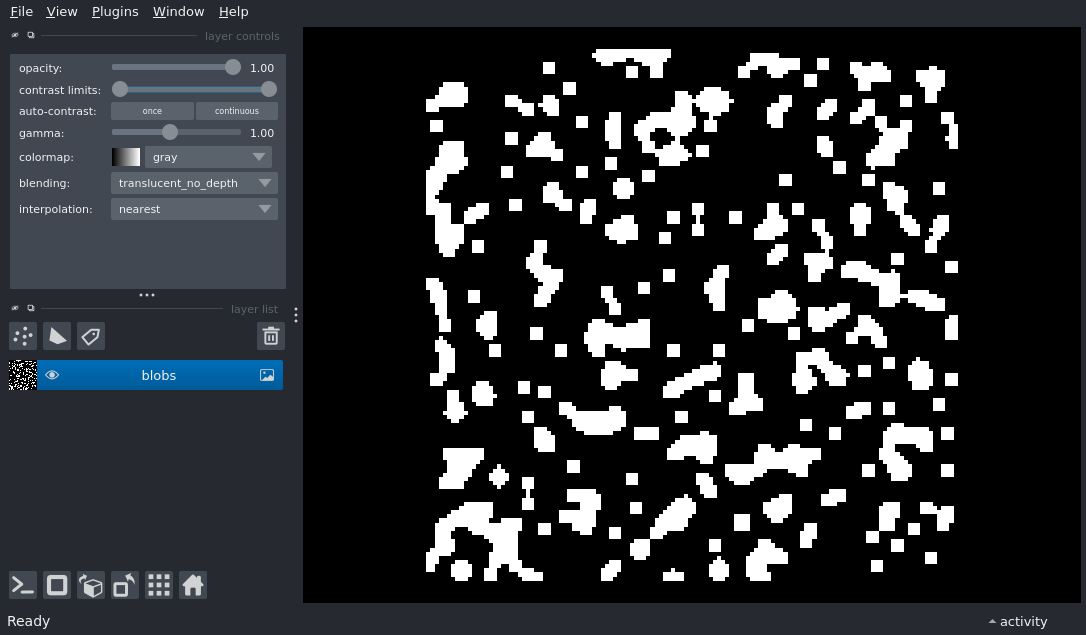 File View Plugins Window Help
layer controls
opacity: 1.00
contrast limits:
auto-contrast: once continuous
gamma: 1.00
colormap: gray
blending: translucent_no_depth
interpolation: nearest
layer list
blobs
Ready
activity